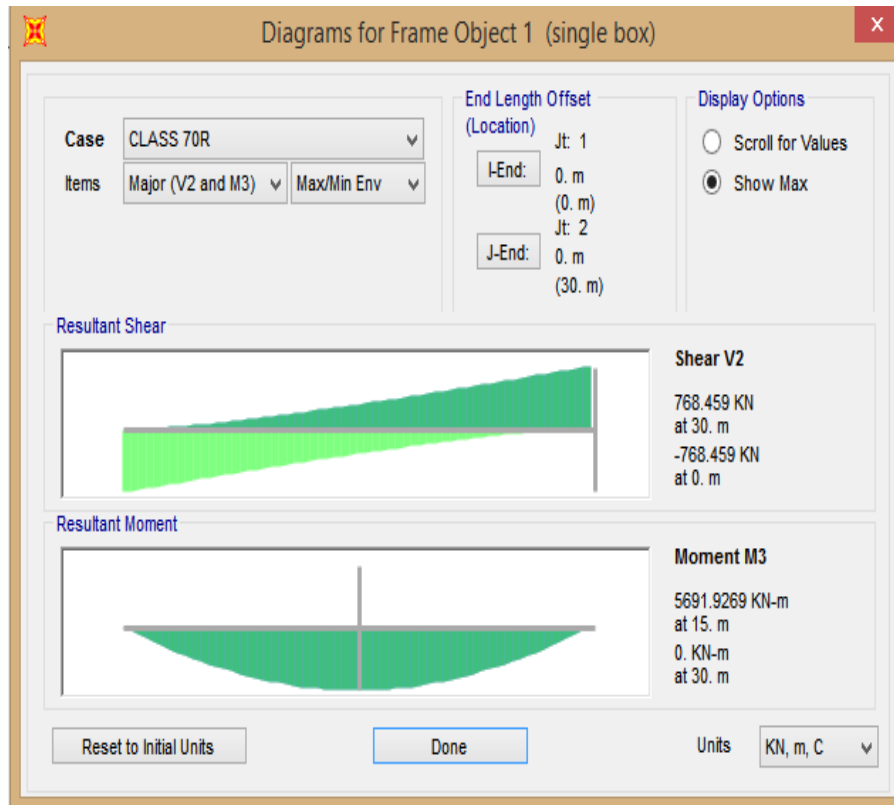 Diagrams for Frame Object 1 (single box)
x
Case CLASS 70R
Items Major (V2 and M3) Max/Min Env
End Length Offset
(Location)
Jt: 1
I-End: 0. m
(0. m)
Jt: 2
J-End: 0. m
(30. m)
Display Options
Scroll for Values
Show Max
Resultant Shear
Shear V2
768.459 KN
at 30. m
-768.459 KN
at 0. m
Resultant Moment
Moment M3
5691.9269 KN-m
at 15. m
0. KN-m
at 30. m
Reset to Initial Units Done Units KN, m, C